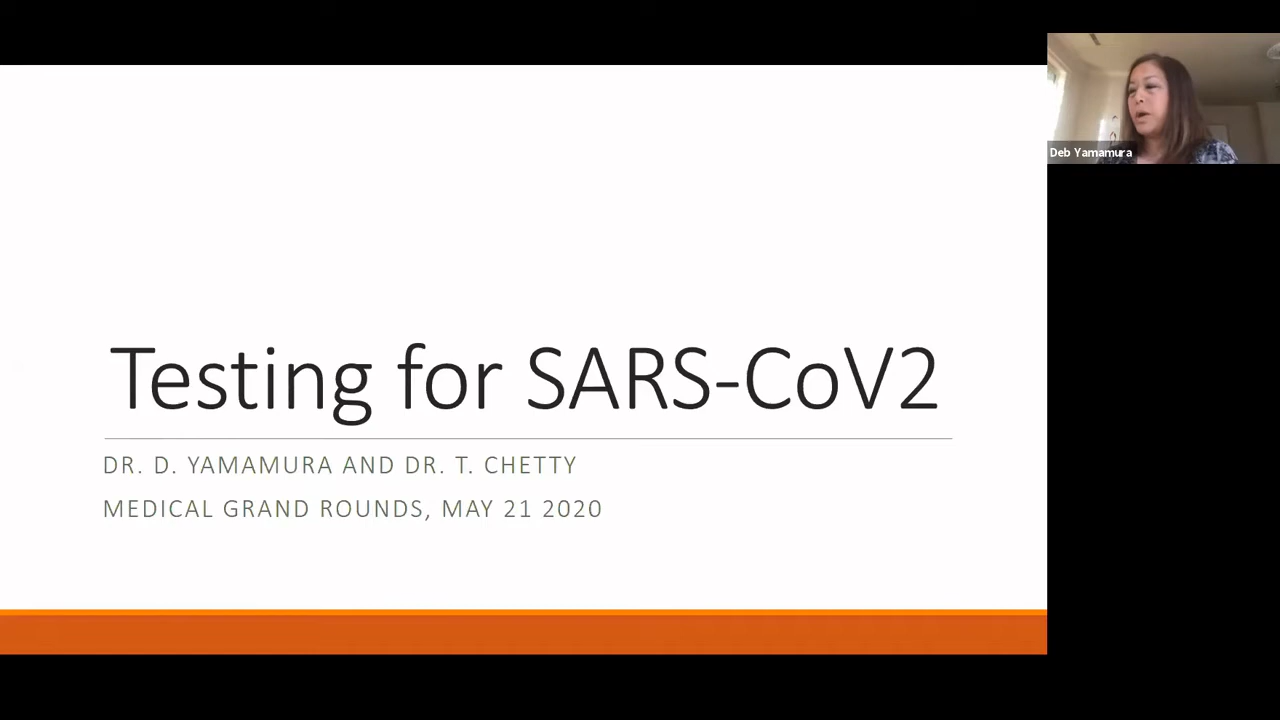 Testing for SARS-CoV2
DR. D. YAMAMURA AND DR. T. CHETTY
MEDICAL GRAND ROUNDS, MAY 21 2020
Deb Yamamura